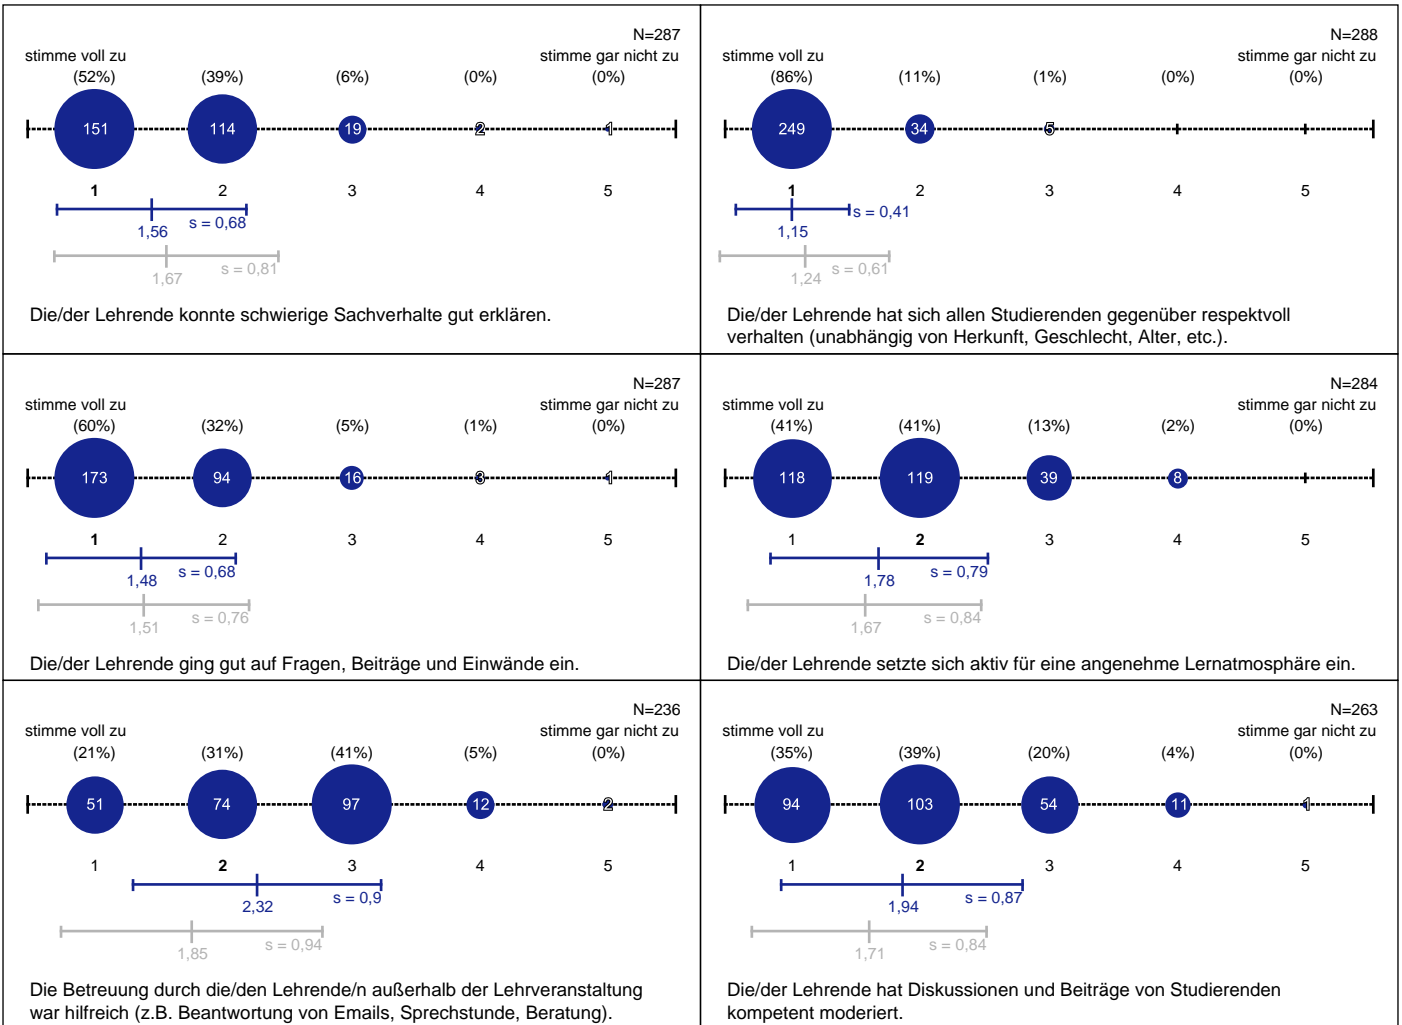 N=287
stimme voll zu stimme gar nicht zu
(52%) (39%) (6%) (0%) (0%)
151 114 19 2 1
1 2 3 4 5
s = 0,68
1,56
s = 0,81
1,67
Die/der Lehrende konnte schwierige Sachverhalte gut erklären.
N=288
stimme voll zu stimme gar nicht zu
(86%) (11%) (1%) (0%) (0%)
249 34 5
1 2 3 4 5
s = 0,41
1,15
s = 0,61
1,24
Die/der Lehrende hat sich allen Studierenden gegenüber respektvoll
verhalten (unabhängig von Herkunft, Geschlecht, Alter, etc.).
N=287
stimme voll zu stimme gar nicht zu
(60%) (32%) (5%) (1%) (0%)
173 94 16 3 1
1 2 3 4 5
s = 0,68
1,48
s = 0,76
1,51
Die/der Lehrende ging gut auf Fragen, Beiträge und Einwände ein.
N=284
stimme voll zu stimme gar nicht zu
(41%) (41%) (13%) (2%) (0%)
118 119 39 8
1 2 3 4 5
s = 0,79
1,78
s = 0,84
1,67
Die/der Lehrende setzte sich aktiv für eine angenehme Lernatmosphäre ein.
N=236
stimme voll zu stimme gar nicht zu
(21%) (31%) (41%) (5%) (0%)
51 74 97 12 2
1 2 3 4 5
s = 0,9
2,32
s = 0,94
1,85
Die Betreuung durch die/den Lehrende/n außerhalb der Lehrveranstaltung
war hilfreich (z.B. Beantwortung von Emails, Sprechstunde, Beratung).
N=263
stimme voll zu stimme gar nicht zu
(35%) (39%) (20%) (4%) (0%)
94 103 54 11 1
1 2 3 4 5
s = 0,87
1,94
s = 0,84
1,71
Die/der Lehrende hat Diskussionen und Beiträge von Studierenden
kompetent moderiert.